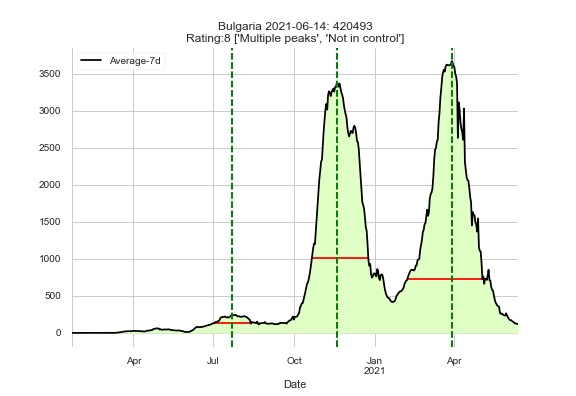 Bulgaria 2021-06-14: 420493
Rating:8 ['Multiple peaks', 'Not in control']
Average-7d
3500
3000
2500
2000
1500
1000
500
0
Apr
Jul
Oct
Jan
2021
Apr
Date